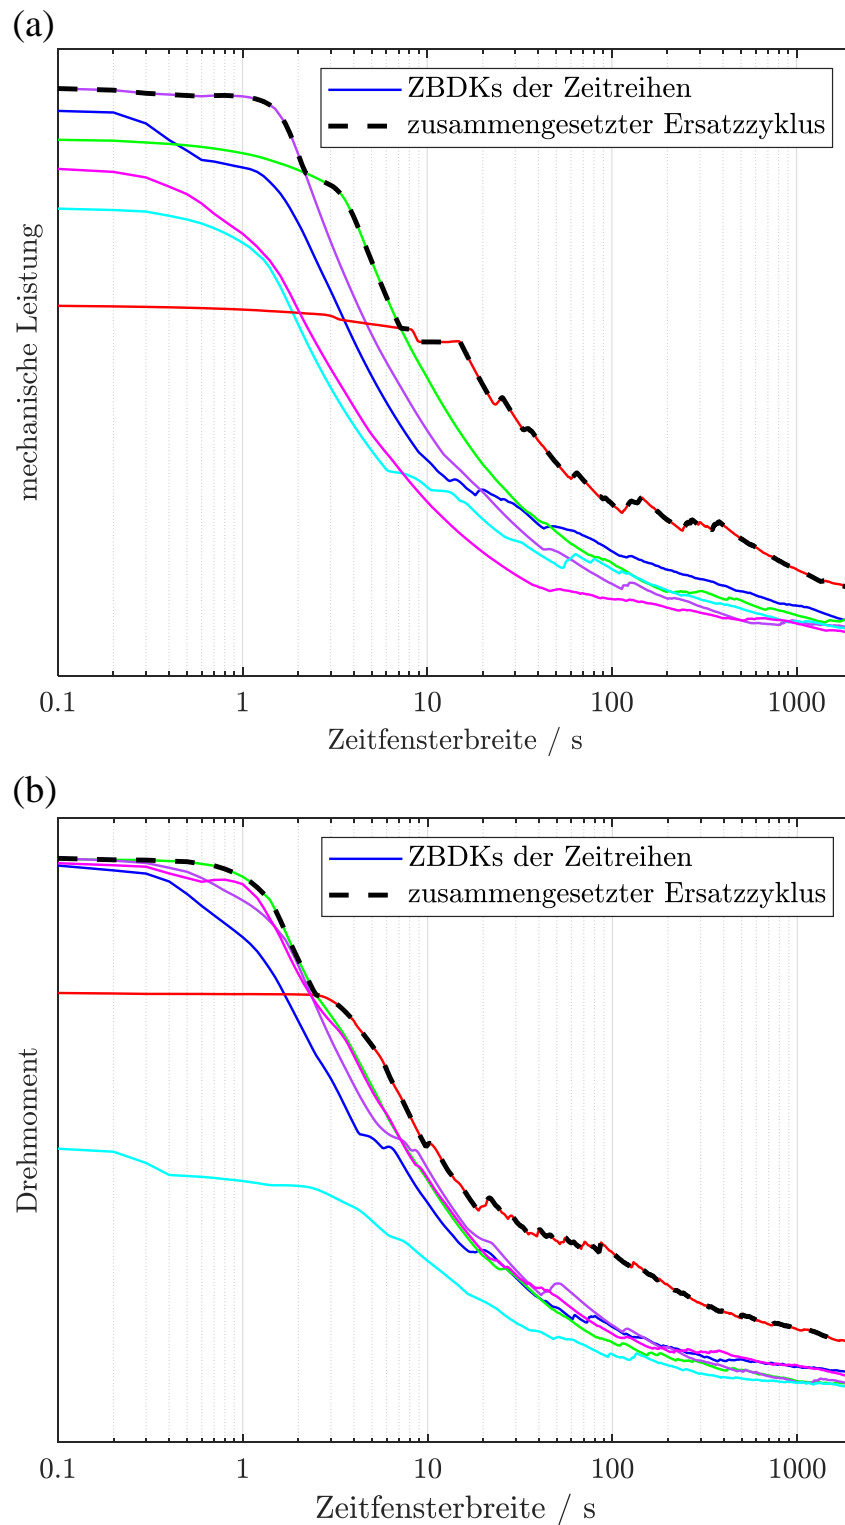 (a)
ZBDKs der Zeitreihen
zusammengesetzter Ersatzzyklus
mechanische Leistung
0.1 1 10 100 1000
Zeitfensterbreite / s
(b)
ZBDKs der Zeitreihen
zusammengesetzter Ersatzzyklus
Drehmoment
0.1 1 10 100 1000
Zeitfensterbreite / s